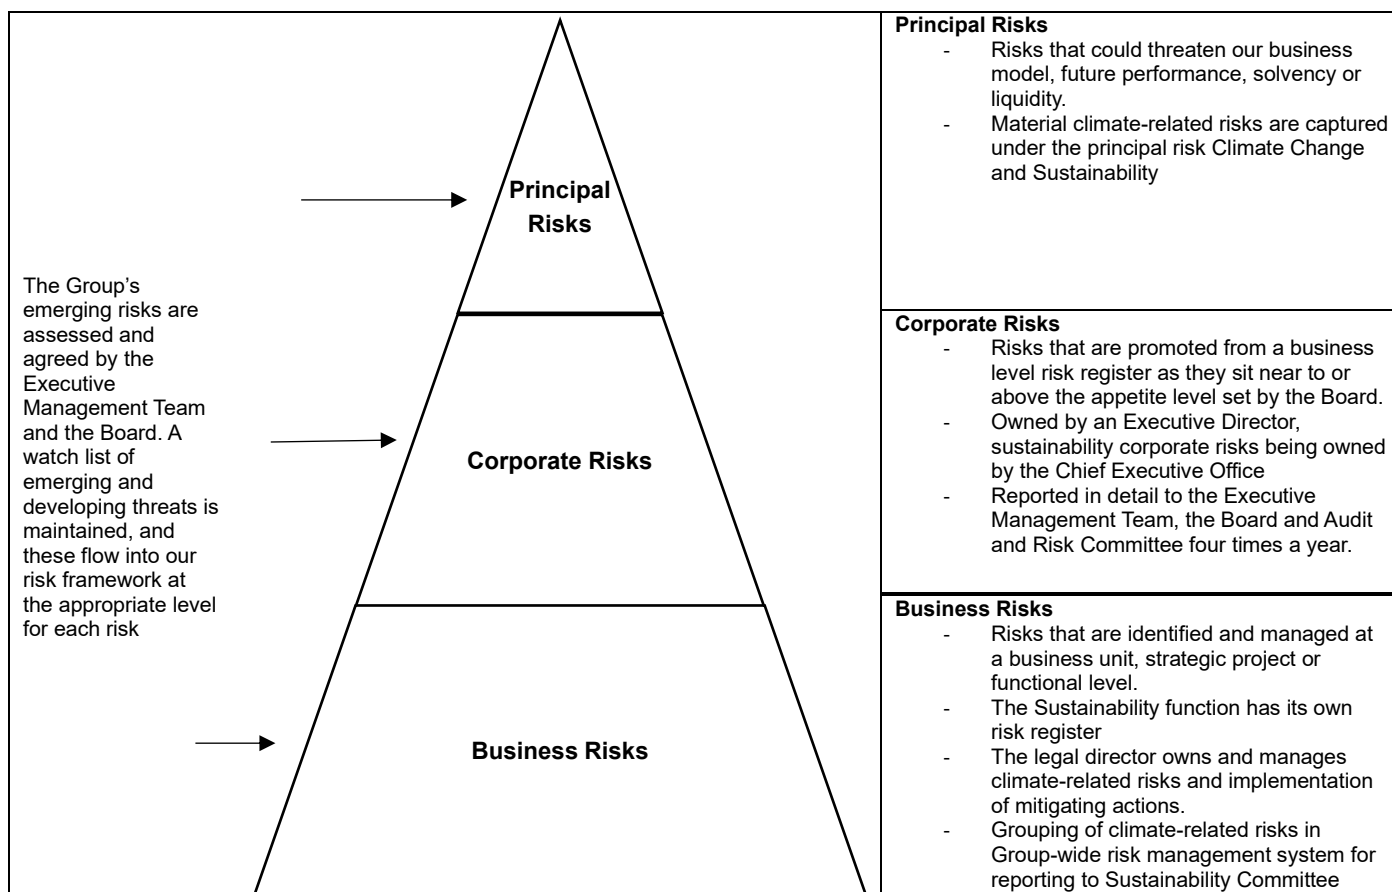 The Group’s
emerging risks are
assessed and
agreed by the
Executive
Management Team
and the Board. A
watch list of
emerging and
developing threats is
maintained, and
these flow into our
risk framework at
the appropriate level
for each risk
Principal
Risks
Corporate Risks
Business Risks
Principal Risks
- Risks that could threaten our business
model, future performance, solvency or
liquidity.
- Material climate-related risks are captured
under the principal risk Climate Change
and Sustainability
Corporate Risks
- Risks that are promoted from a business
level risk register as they sit near to or
above the appetite level set by the Board.
- Owned by an Executive Director,
sustainability corporate risks being owned
by the Chief Executive Office
- Reported in detail to the Executive
Management Team, the Board and Audit
and Risk Committee four times a year.
Business Risks
- Risks that are identified and managed at
a business unit, strategic project or
functional level.
- The Sustainability function has its own
risk register
- The legal director owns and manages
climate-related risks and implementation
of mitigating actions.
- Grouping of climate-related risks in
Group-wide risk management system for
reporting to Sustainability Committee